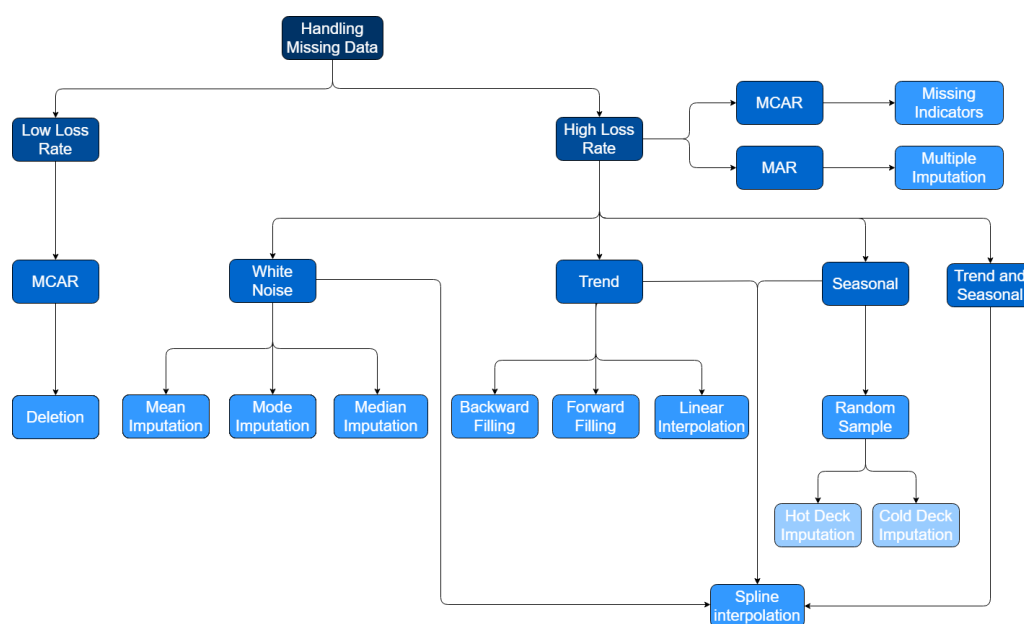 Handling
Missing Data
Low Loss
Rate
High Loss
Rate
MCAR
Missing
Indicators
MAR
Multiple
Imputation
MCAR
White
Noise
Trend
Seasonal
Trend and
Seasonal
Deletion
Mean
Imputation
Mode
Imputation
Median
Imputation
Backward
Filling
Forward
Filling
Linear
Interpolation
Random
Sample
Hot Deck
Imputation
Cold Deck
Imputation
Spline
interpolation